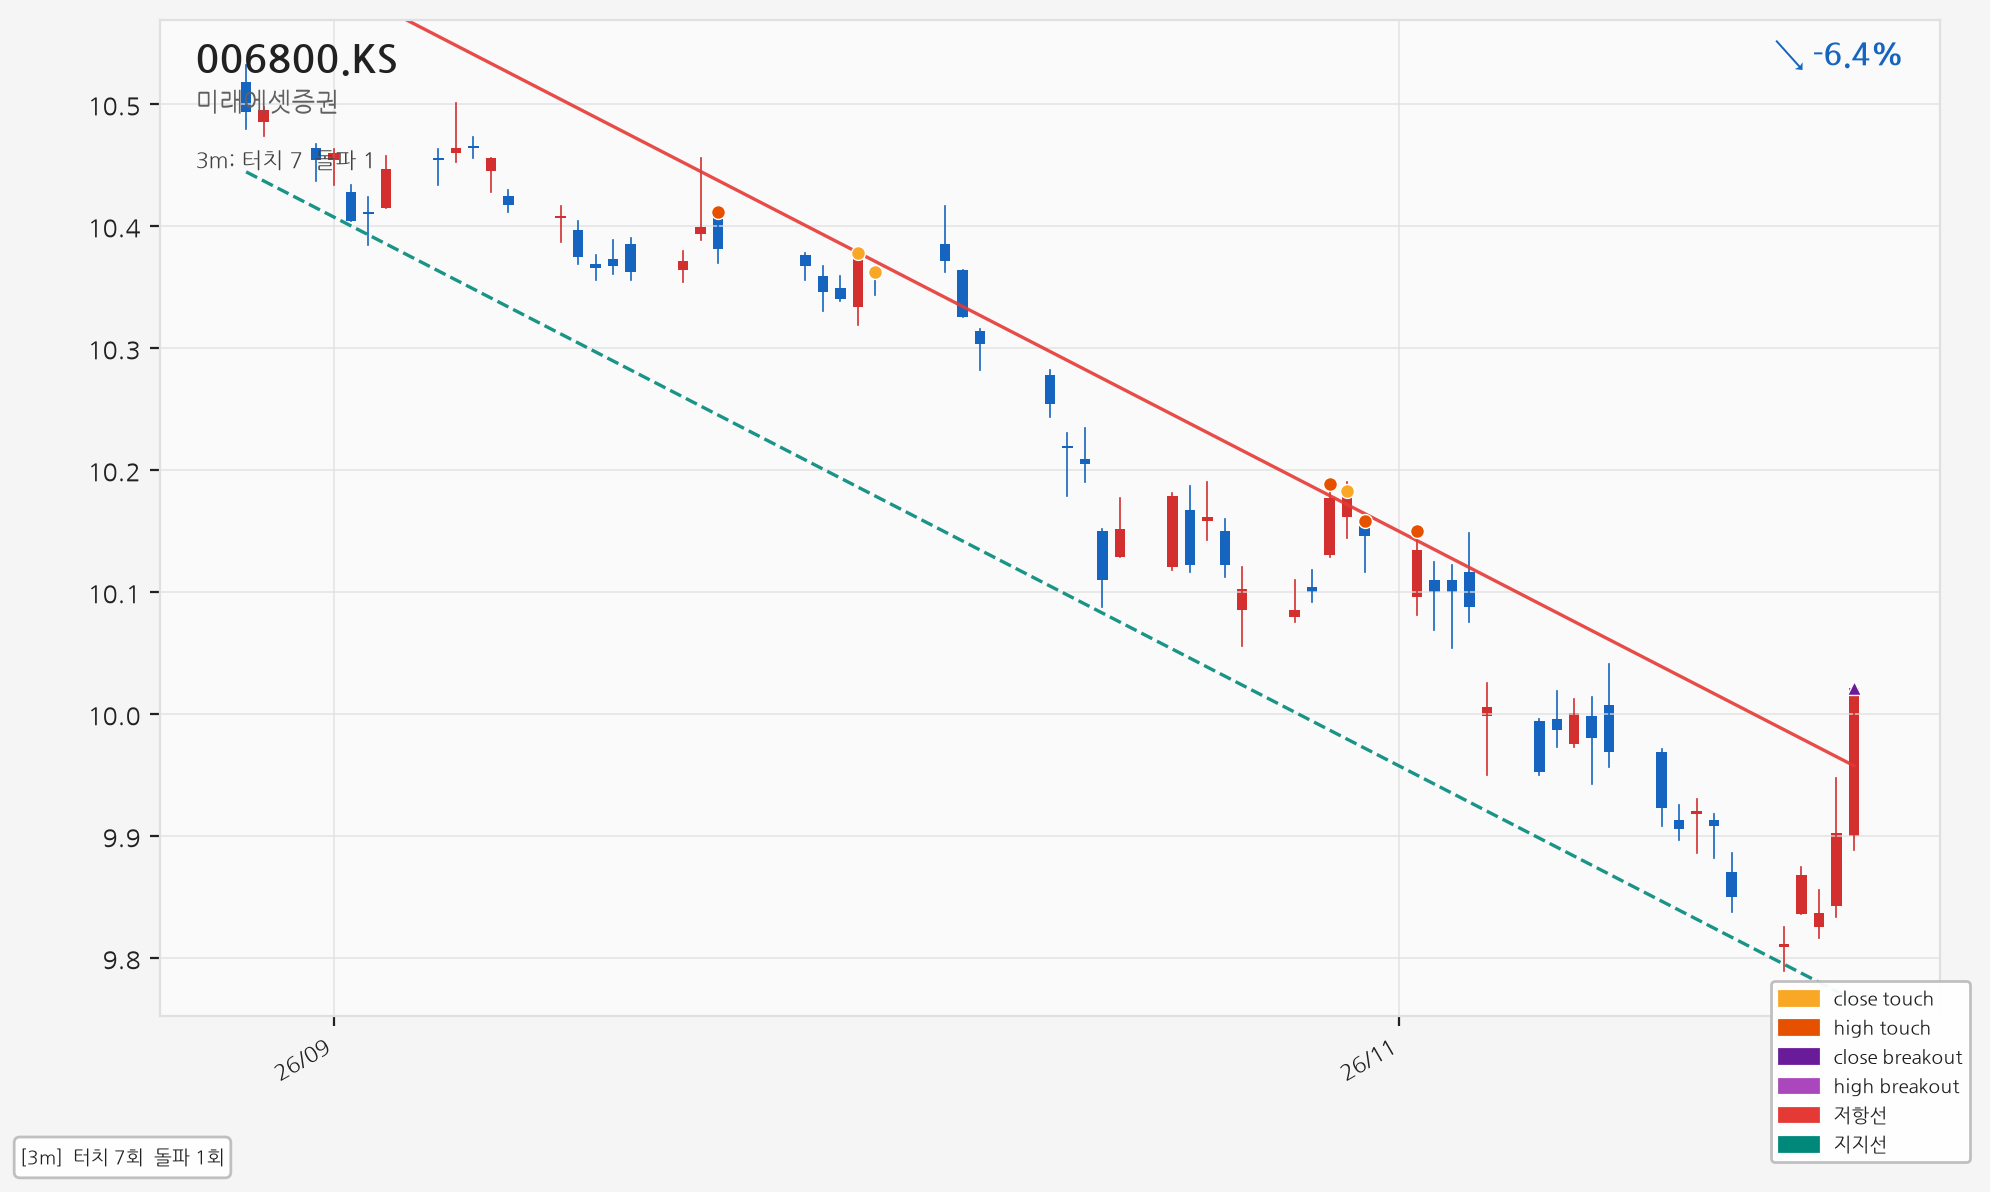 006800.KS
미래에셋증권
3m: 터치 7  돌파 1
-6.4%
10.5
10.4
10.3
10.2
10.1
10.0
9.9
9.8
26/09
26/11
close touch
high touch
close breakout
high breakout
저항선
지지선
[3m]  터치 7회  돌파 1회